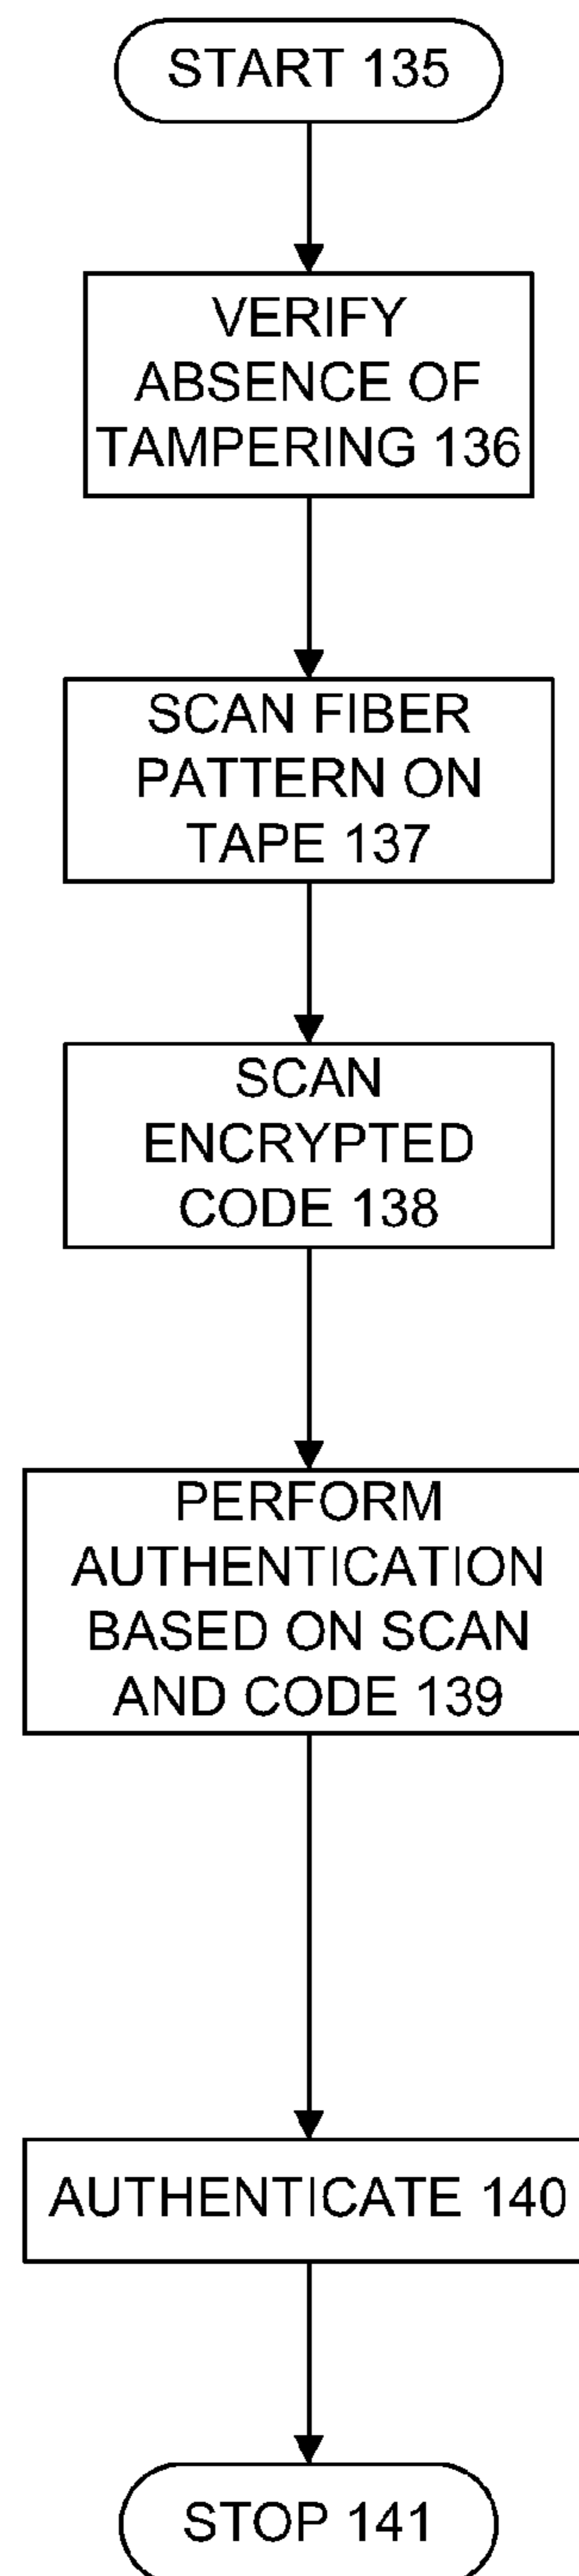 START 135
VERIFY
ABSENCE OF
TAMPERING 136
SCAN FIBER
PATTERN ON
TAPE 137
SCAN
ENCRYPTED
CODE 138
PERFORM
AUTHENTICATION
BASED ON SCAN
AND CODE 139
AUTHENTICATE 140
STOP 141